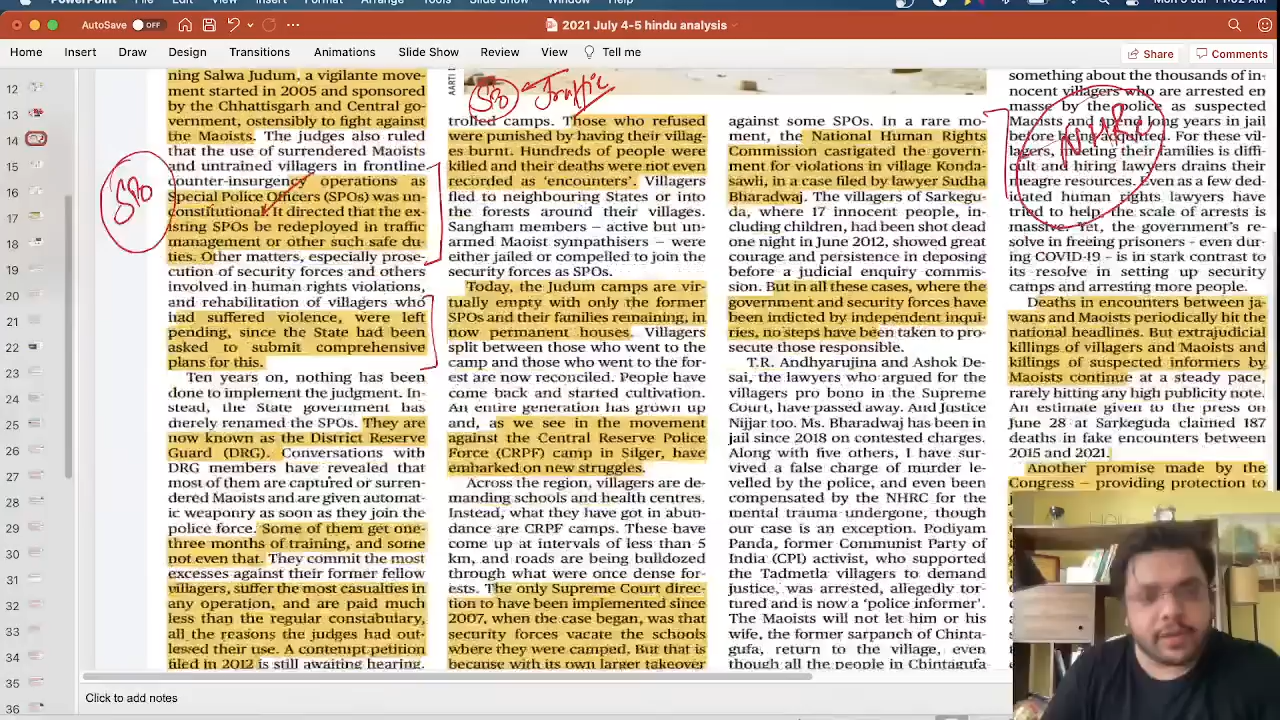 PowerPoint
File
Edit
View
Insert
Format
Arrange
Tools
Slide Show
Window
AutoSave
OFF
2021 July 4-5 hindu analysis
Home
Insert
Draw
Design
Transitions
Animations
Slide Show
Review
View
Tell me
Share
Comments
12
13
14
15
16
17
18
19
20
21
22
23
24
25
26
27
28
29
30
31
32
33
34
35
36
SPO
ning Salwa Judum, a vigilante move-
ment started in 2005 and sponsored
by the Chhattisgarh and Central go-
vernment, ostensibly to fight against
the Maoists. The judges also ruled
that the use of surrendered Maoists
and untrained villagers in frontline
counter-insurgency operations as
Special Police Officers (SPOs) was un-
constitutional. It directed that the ex-
isting SPOs be redeployed in traffic
management or other such safe du-
ties. Other matters, especially prose-
cution of security forces and others
involved in human rights violations,
and rehabilitation of villagers who
had suffered violence, were left
pending, since the State had been
asked to submit comprehensive
plans for this.
Ten years on, nothing has been
done to implement the judgment. In-
stead, the State government has
merely renamed the SPOs. They are
now known as the District Reserve
Guard (DRG). Conversations with
DRG members have revealed that
most of them are captured or surren-
dered Maoists and are given automat-
ic weaponry as soon as they join the
police force. Some of them get one-
three months of training, and some
not even that. They commit the most
excesses against their former fellow
villagers, suffer the most casualties in
any operation, and are paid much
less than the regular constabulary,
all the reasons the judges had out-
lessed their use. A contempt petition
filed in 2012 is still awaiting hearing.
AARTI
SPO - Traffic
trolled camps. Those who refused
were punished by having their villag-
es burnt. Hundreds of people were
killed and their deaths were not even
recorded as ‘encounters’. Villagers
fled to neighbouring States or into
the forests around their villages.
Sangham members – active but un-
armed Maoist sympathisers – were
either jailed or compelled to join the
security forces as SPOs.
Today, the Judum camps are vir-
tually empty with only the former
SPOs and their families remaining, in
now permanent houses. Villagers
split between those who went to the
camp and those who went to the for-
est are now reconciled. People have
come back and started cultivation.
An entire generation has grown up
and, as we see in the movement
against the Central Reserve Police
Force (CRPF) camp in Silger, have
embarked on new struggles.
Across the region, villagers are de-
manding schools and health centres.
Instead, what they have got in abun-
dance are CRPF camps. These have
come up at intervals of less than 5
km, and roads are being bulldozed
through what were once dense for-
ests. The only Supreme Court direc-
tion to have been implemented since
2007, when the case began, was that
security forces vacate the schools
where they were camped. But that is
because with its own larger takeover
against some SPOs. In a rare mo-
ment, the National Human Rights
Commission castigated the govern-
ment for violations in village Konda-
sawli, in a case filed by lawyer Sudha
Bharadwaj. The villagers of Sarkegu-
da, where 17 innocent people, in-
cluding children, had been shot dead
one night in June 2012, showed great
courage and persistence in deposing
before a judicial enquiry commis-
sion. But in all these cases, where the
government and security forces have
been indicted by independent inqui-
ries, no steps have been taken to pro-
secute those responsible.
T.R. Andhyarujina and Ashok De-
sai, the lawyers who argued for the
villagers pro bono in the Supreme
Court, have passed away. And Justice
Nijjar too. Ms. Bharadwaj has been in
jail since 2018 on contested charges.
Along with five others, I have sur-
vived a false charge of murder le-
velled by the police, and even been
compensated by the NHRC for the
mental trauma undergone, though
our case is an exception. Podiyam
Panda, former Communist Party of
India (CPI) activist, who supported
the Tadmetla villagers to demand
justice, was arrested, allegedly tor-
tured and is now a ‘police informer’.
The Maoists will not let him or his
wife, the former sarpanch of Chinta-
gufa, return to the village, even
though all the people in Chintagufa
NHRC
something about the thousands of in-
nocent villagers who are arrested en
masse by the police as suspected
Maoists and spend long years in jail
before being acquitted. For these vil-
lagers, meeting their families is diffi-
cult and hiring lawyers drains their
meagre resources. Even as a few ded-
icated human rights lawyers have
tried to help, the scale of arrests is
massive. Yet, the government's re-
solve in freeing prisoners - even dur-
ing COVID-19 - is in stark contrast to
its resolve in setting up security
camps and arresting more people.
Deaths in encounters between ja-
wans and Maoists periodically hit the
national headlines. But extrajudicial
killings of villagers and Maoists and
killings of suspected informers by
Maoists continue at a steady pace,
rarely hitting any high publicity note.
An estimate given to the press on
June 28 at Sarkeguda claimed 187
deaths in fake encounters between
2015 and 2021.
Another promise made by the
Congress – providing protection to
Click to add notes